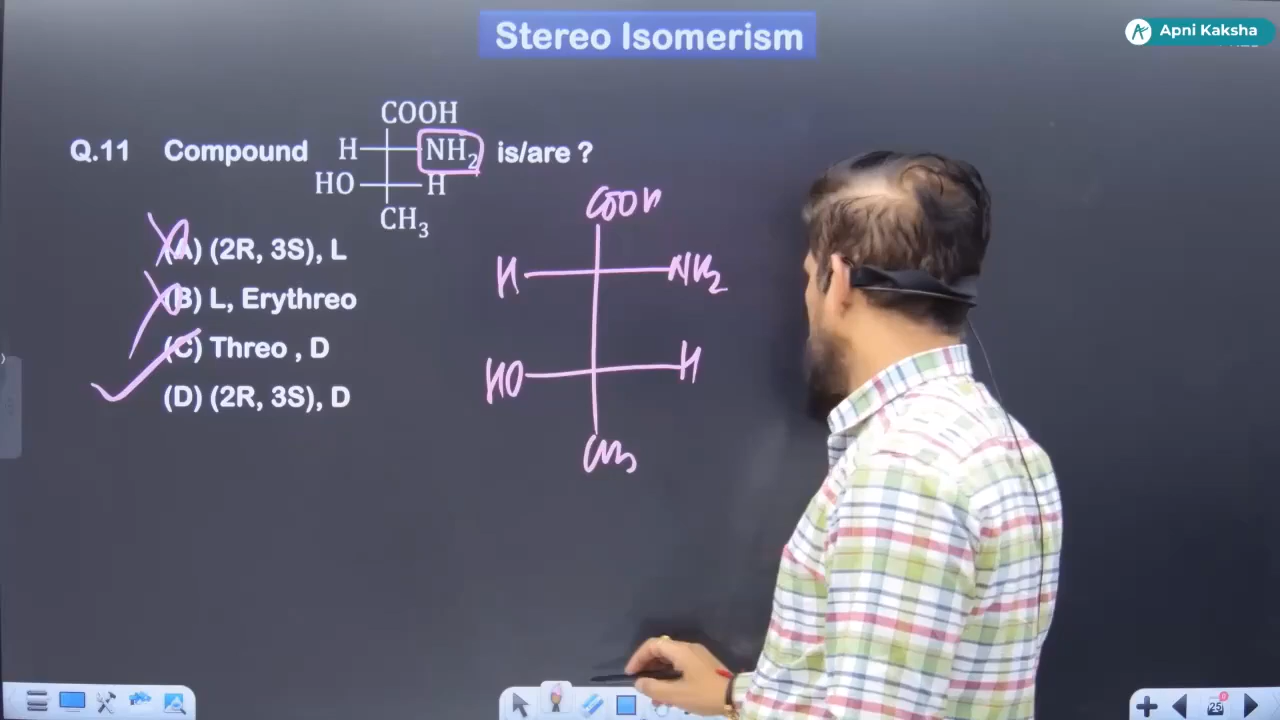 Stereo Isomerism
Apni Kaksha
COOH
Q.11 Compound H NH₂ is/are ?
HO H
CH₃
(A) (2R, 3S), L
(B) L, Erythreo
(C) Threo , D
(D) (2R, 3S), D
COOH
H NH₂
HO H
CH₃
25